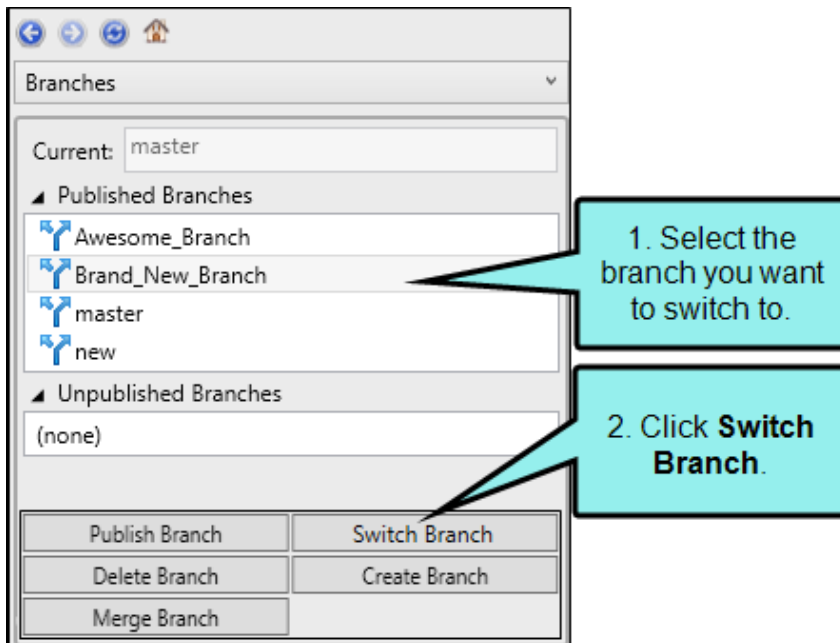 Branches
Current: master
Published Branches
Awesome_Branch
Brand_New_Branch
master
new
Unpublished Branches
(none)
Publish Branch
Switch Branch
Delete Branch
Create Branch
Merge Branch
1. Select the
branch you want
to switch to.
2. Click Switch
Branch.